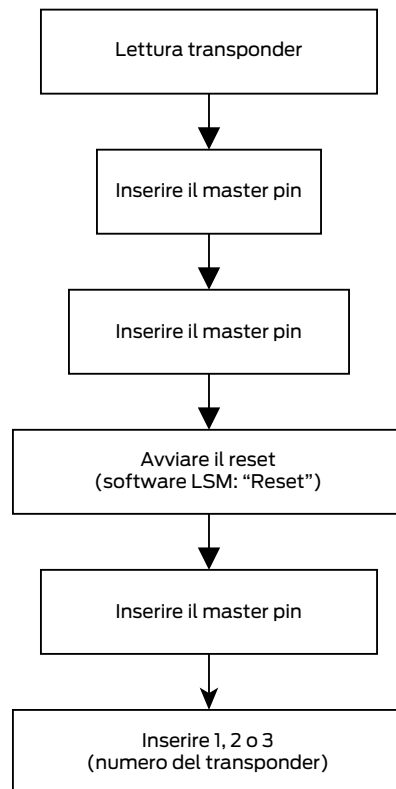 Lettura transponder
Inserire il master pin
Inserire il master pin
Avviare il reset
(software LSM: “Reset”)
Inserire il master pin
Inserire 1, 2 o 3
(numero del transponder)